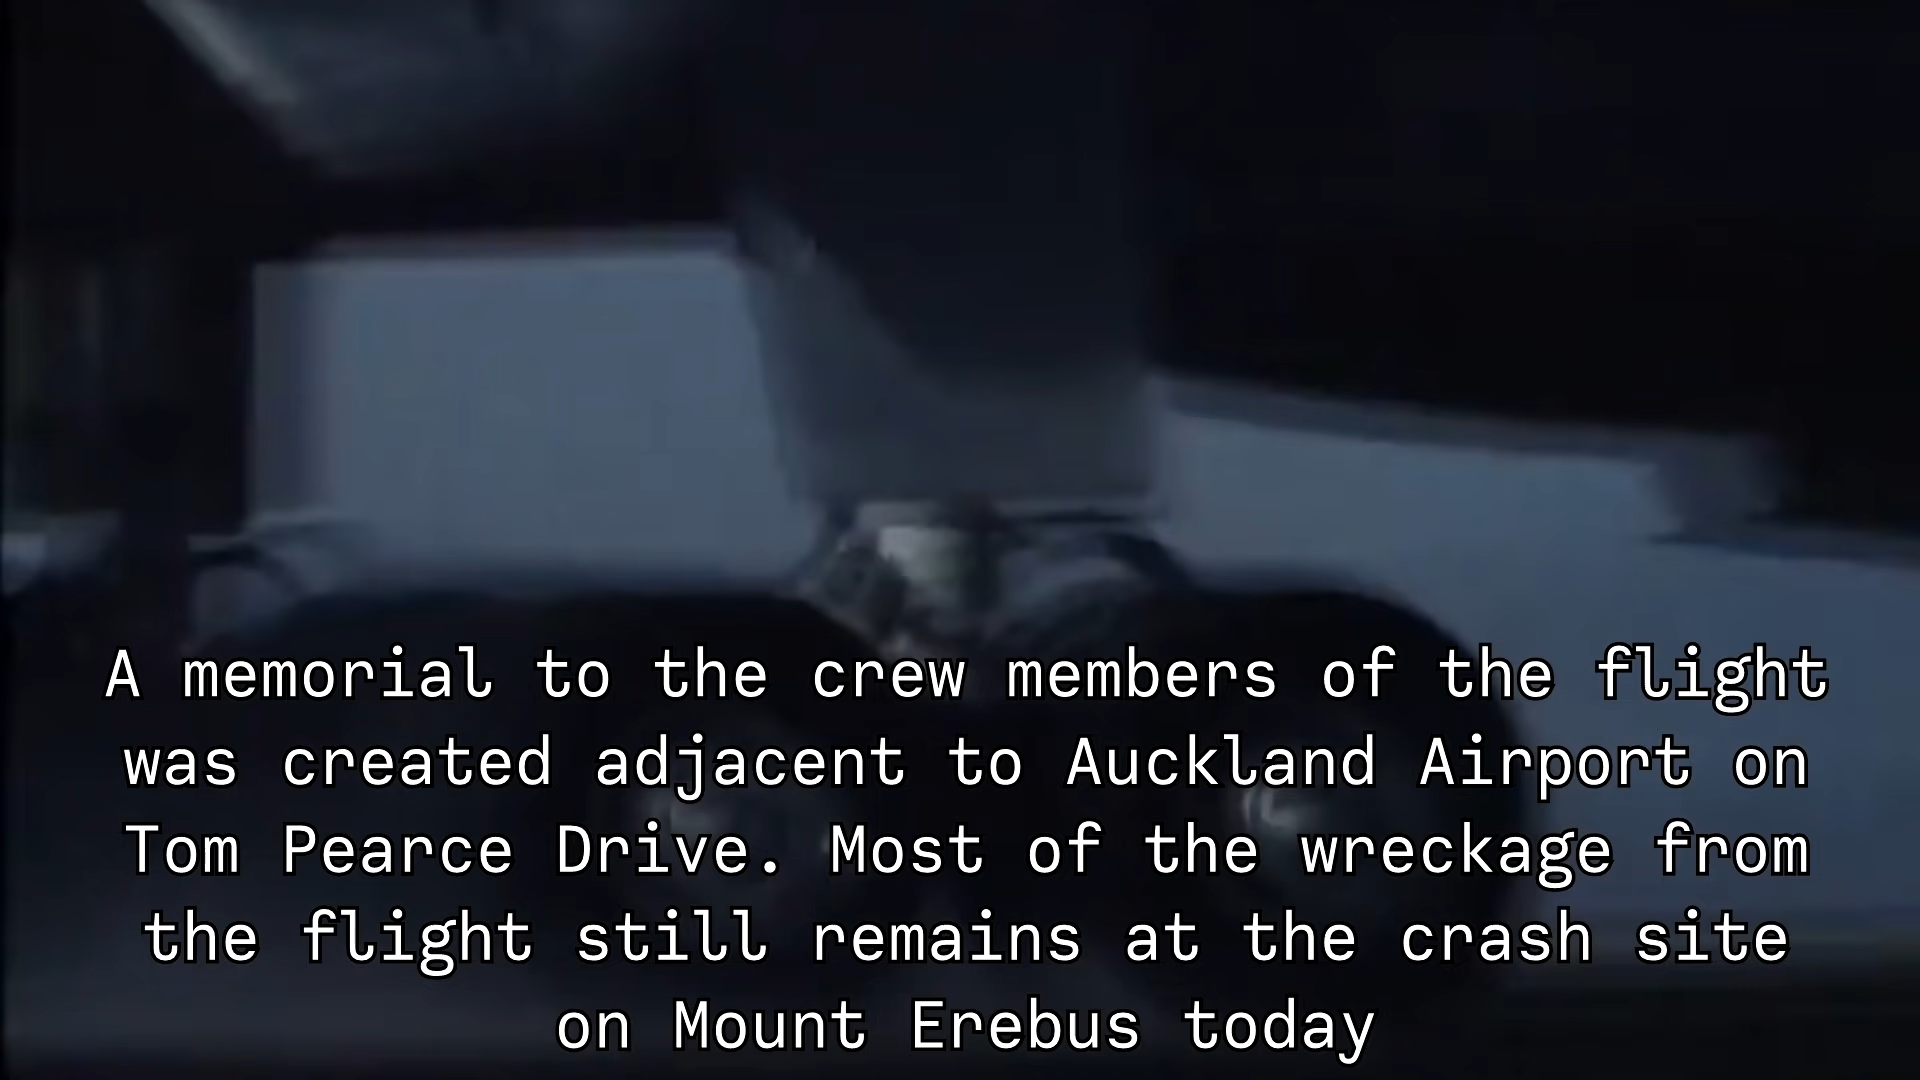 A memorial to the crew members of the flight
was created adjacent to Auckland Airport on
Tom Pearce Drive. Most of the wreckage from
the flight still remains at the crash site
on Mount Erebus today